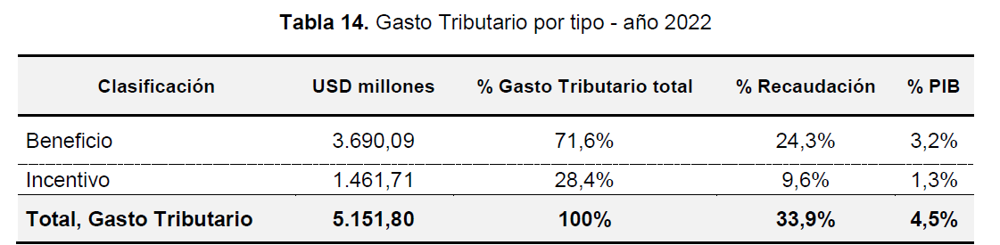 Tabla 14. Gasto Tributario por tipo - año 2022
Clasificación USD millones % Gasto Tributario total % Recaudación % PIB
Beneficio 3.690,09 71,6% 24,3% 3,2%
Incentivo 1.461,71 28,4% 9,6% 1,3%
Total, Gasto Tributario 5.151,80 100% 33,9% 4,5%